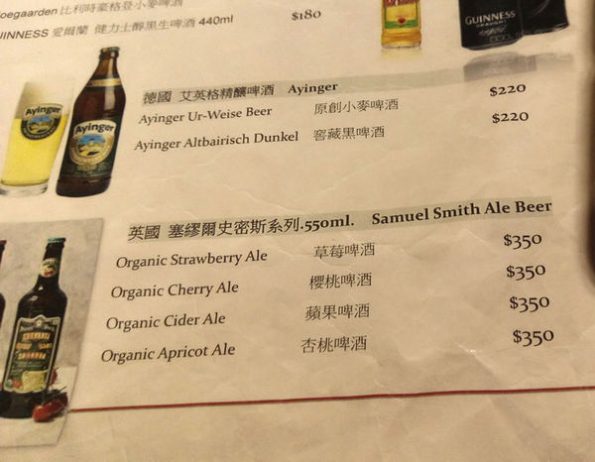 oegaarden 比利時豪格登小麥啤酒
UINNESS 愛爾蘭 健力士醇黑生啤酒 440ml $180
GUINNESS
DRAUGHT
德國 艾英格精釀啤酒 Ayinger
Ayinger Ur-Weise Beer 原創小麥啤酒 $220
Ayinger Altbairisch Dunkel 窖藏黑啤酒 $220
Ayinger
Ayinger
英國 塞繆爾史密斯系列.550ml. Samuel Smith Ale Beer
Organic Strawberry Ale 草莓啤酒 $350
Organic Cherry Ale 櫻桃啤酒 $350
Organic Cider Ale 蘋果啤酒 $350
Organic Apricot Ale 杏桃啤酒 $350